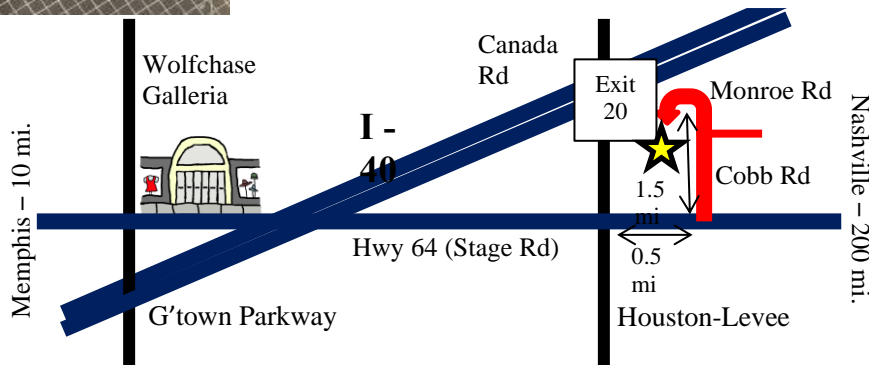 Canada
Rd
Wolfchase
Galleria
Exit
20
Monroe Rd
I -
40
Cobb Rd
1.5
mi
Memphis – 10 mi.
Nashville – 200 mi.
Hwy 64 (Stage Rd)
0.5
mi
G’town Parkway
Houston-Levee